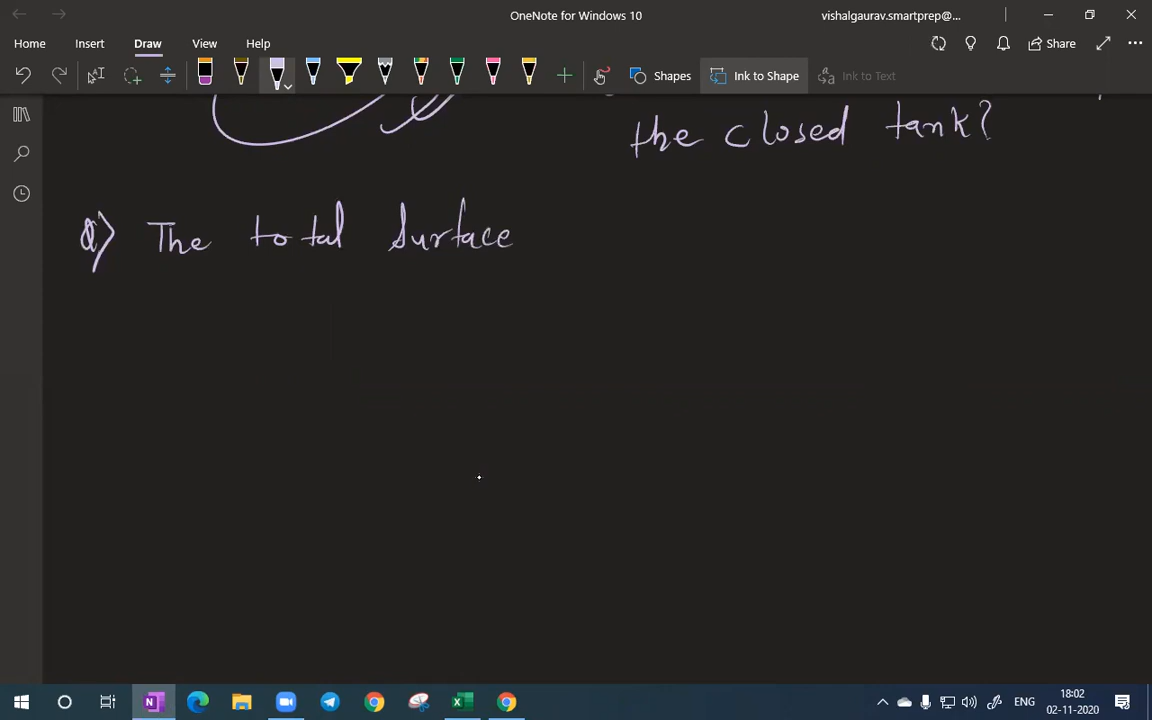 OneNote for Windows 10
vishalgaurav.smartprep@...
Home Insert Draw View Help
Share
Shapes Ink to Shape Ink to Text
the closed tank?
Q) The total Surface
ENG
18:02
02-11-2020